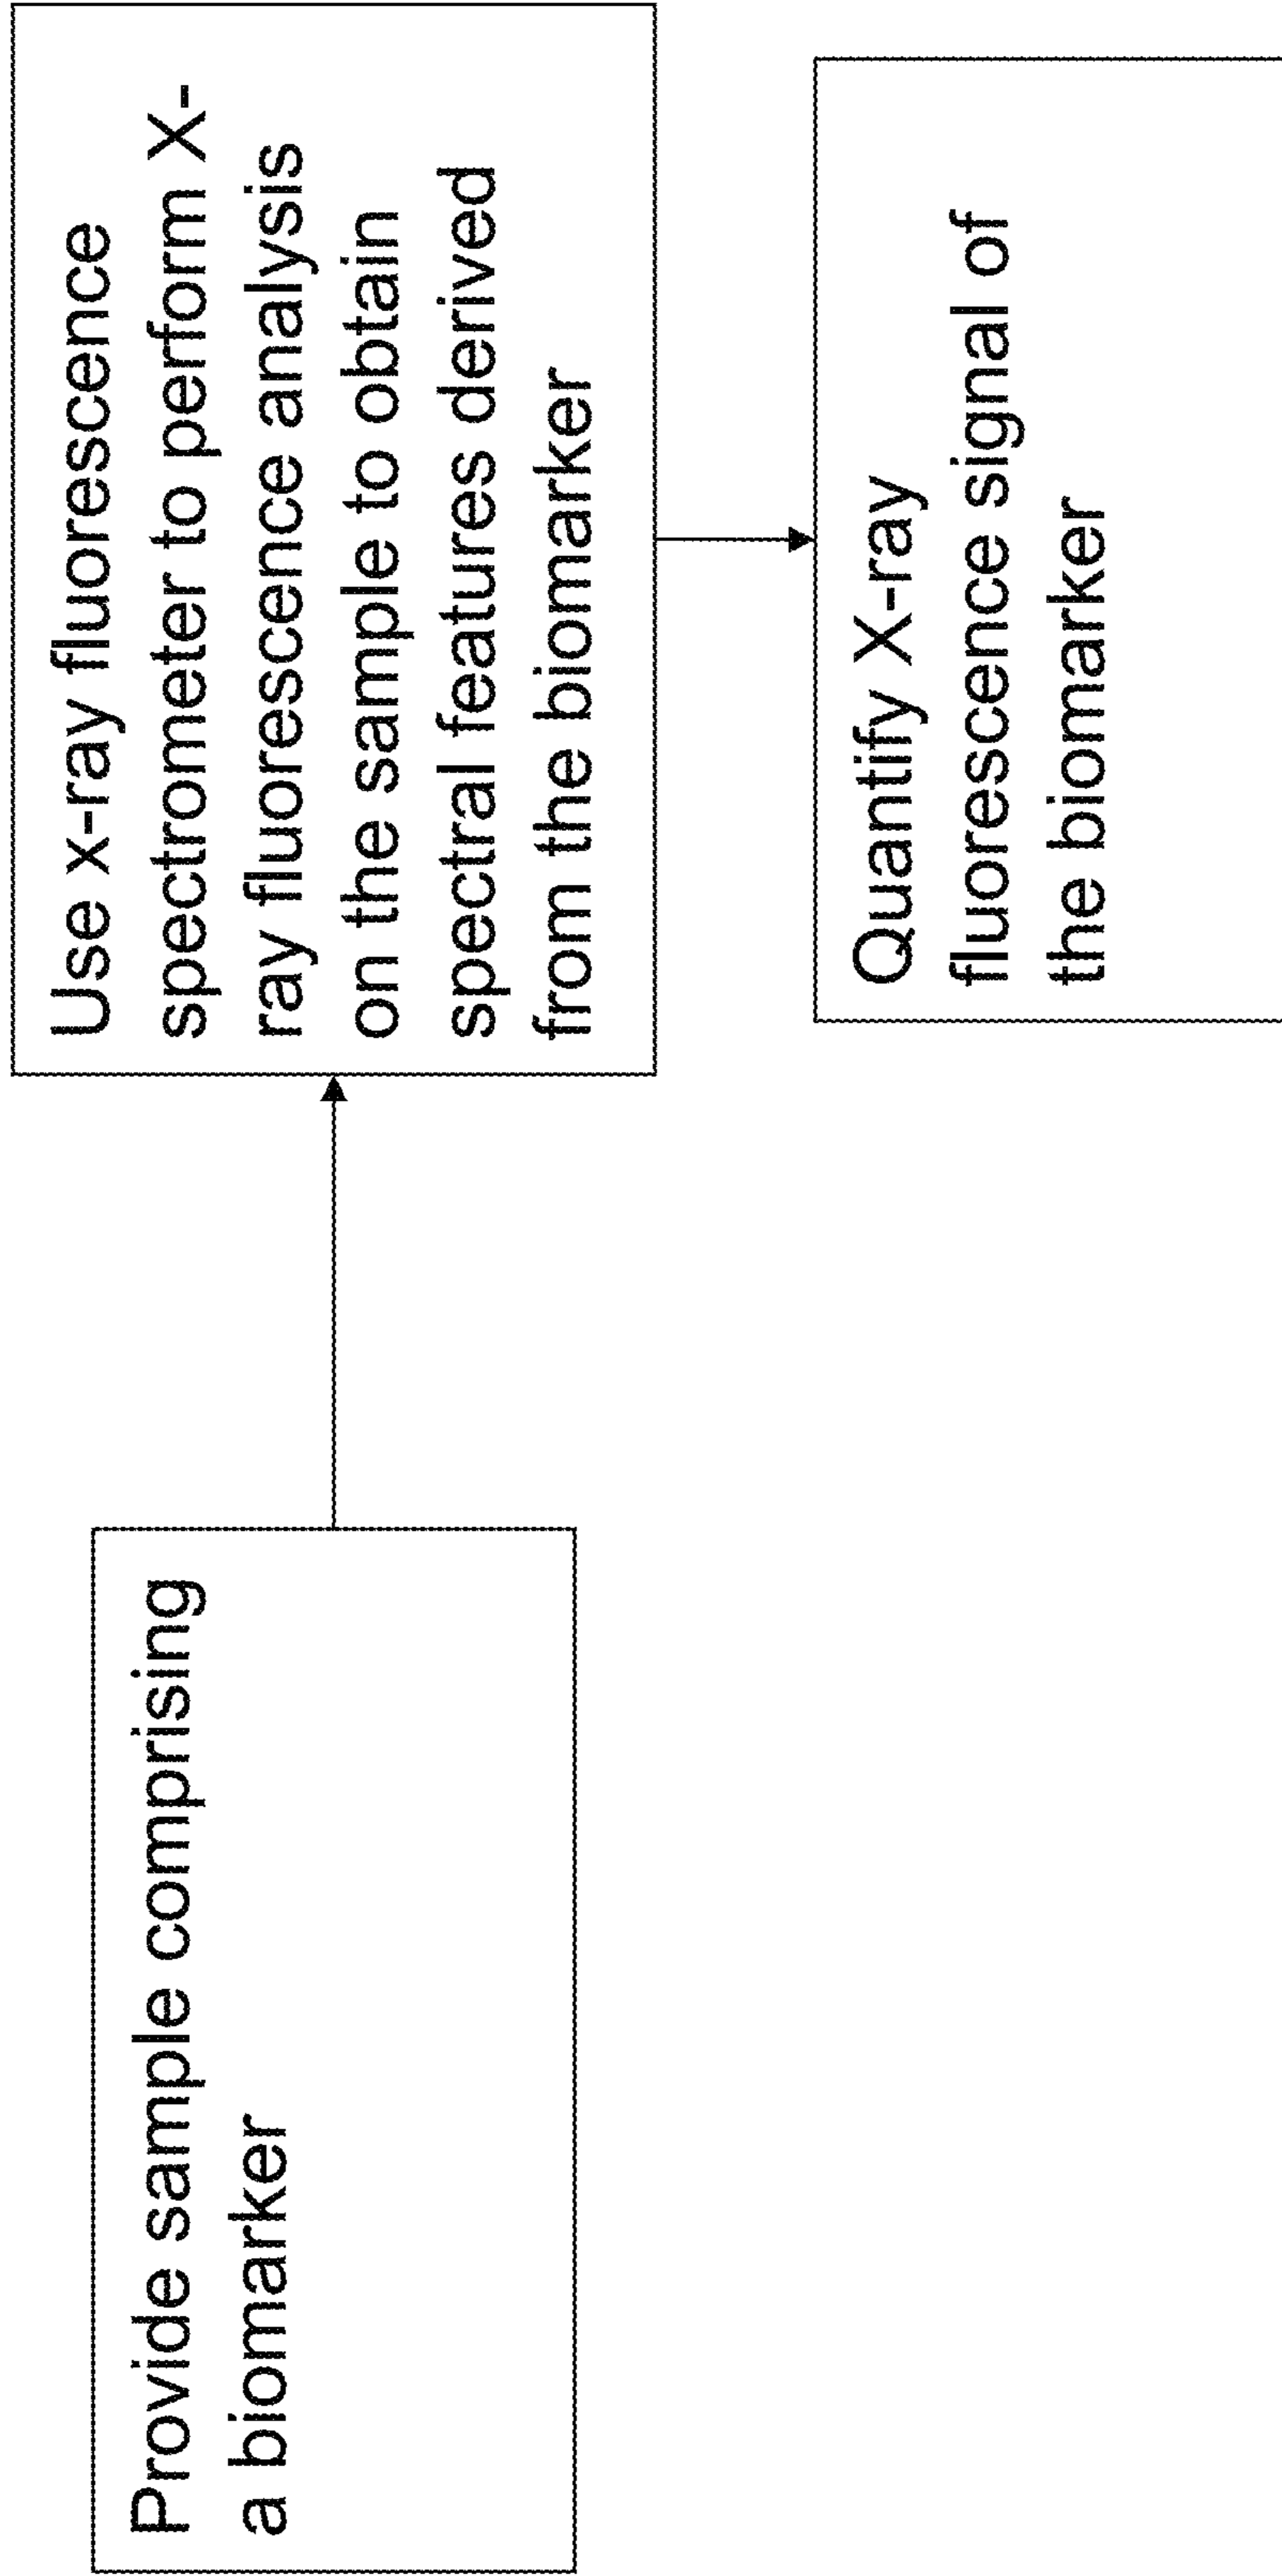 Provide sample comprising
a biomarker
Use x-ray fluorescence
spectrometer to perform X-
ray fluorescence analysis
on the sample to obtain
spectral features derived
from the biomarker
Quantify X-ray
fluorescence signal of
the biomarker